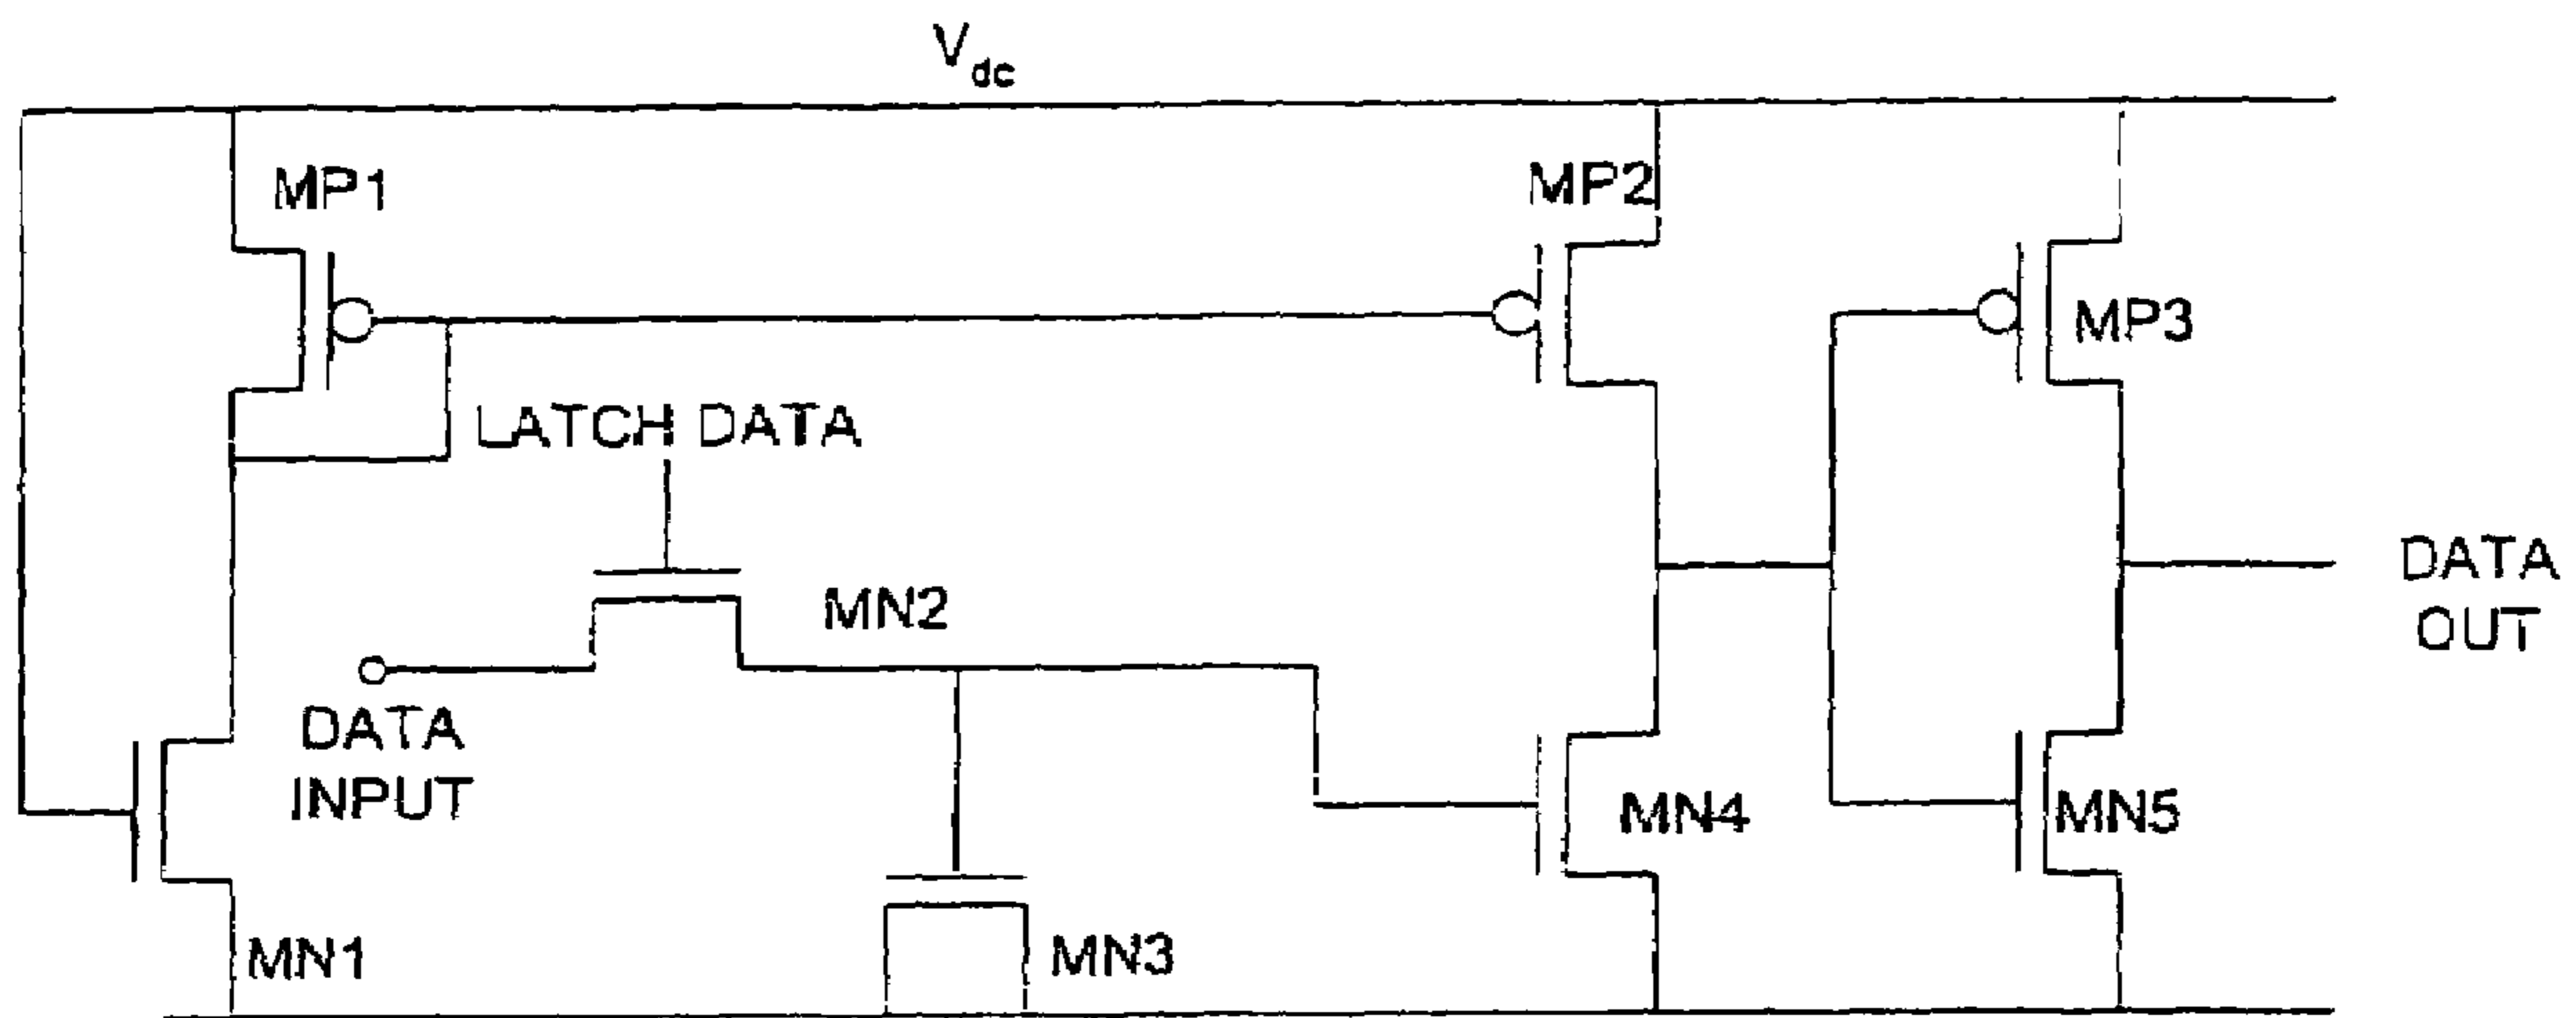 Vdc
MP1
MP2
MP3
LATCH DATA
MN2
DATA
OUT
DATA
INPUT
MN4
MN5
MN1
MN3